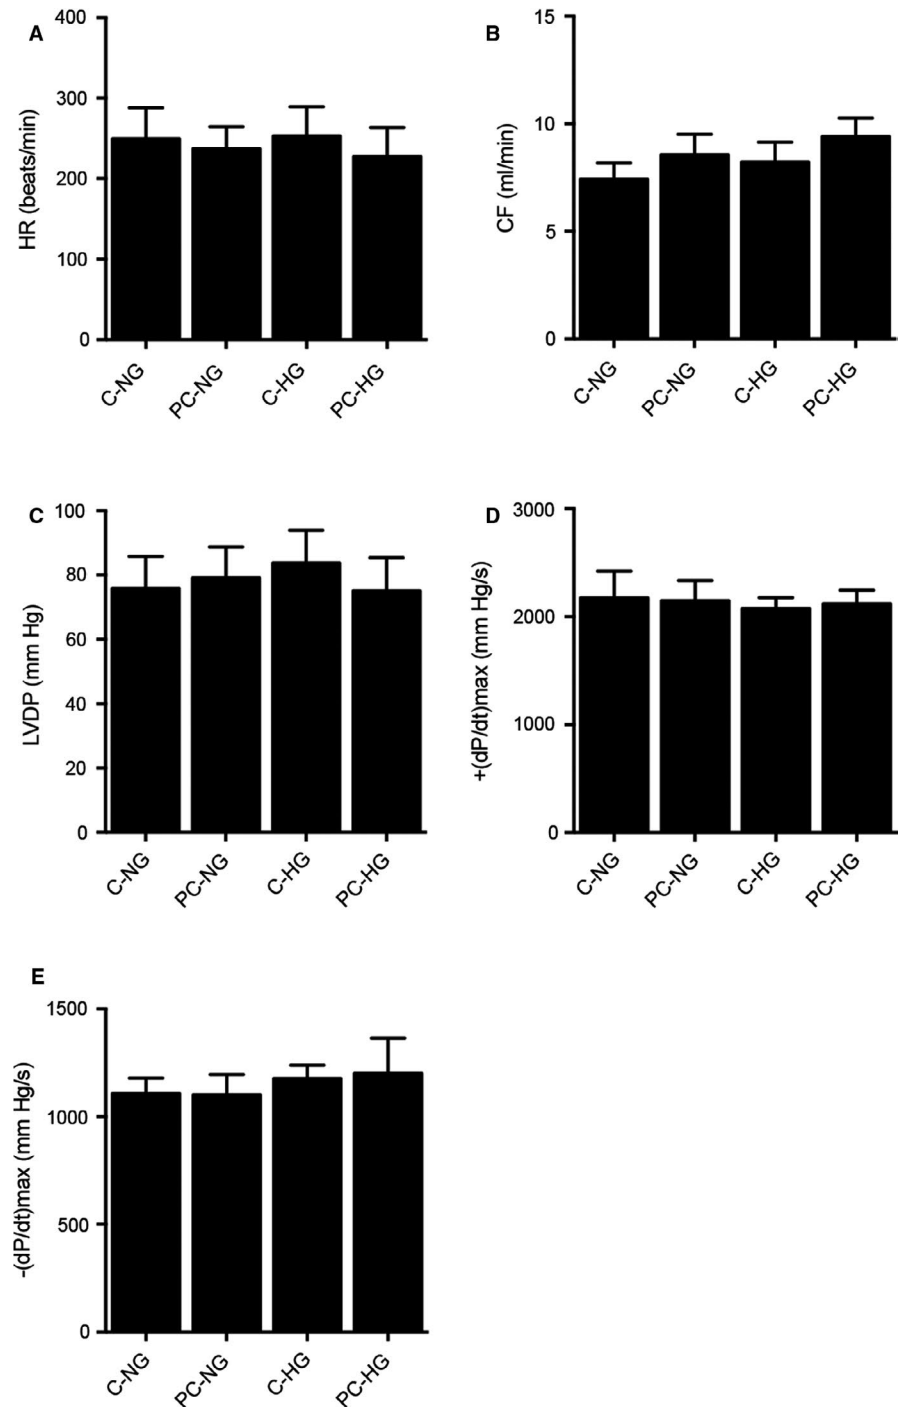 A
HR (beats/min)
400
300
200
100
0
C-NG
PC-NG
C-HG
PC-HG
B
CF (ml/min)
15
10
5
0
C-NG
PC-NG
C-HG
PC-HG
C
LVDP (mm Hg)
100
80
60
40
20
0
C-NG
PC-NG
C-HG
PC-HG
D
+(dP/dt)max (mm Hg/s)
3000
2000
1000
0
C-NG
PC-NG
C-HG
PC-HG
E
-(dP/dt)max (mm Hg/s)
1500
1000
500
0
C-NG
PC-NG
C-HG
PC-HG